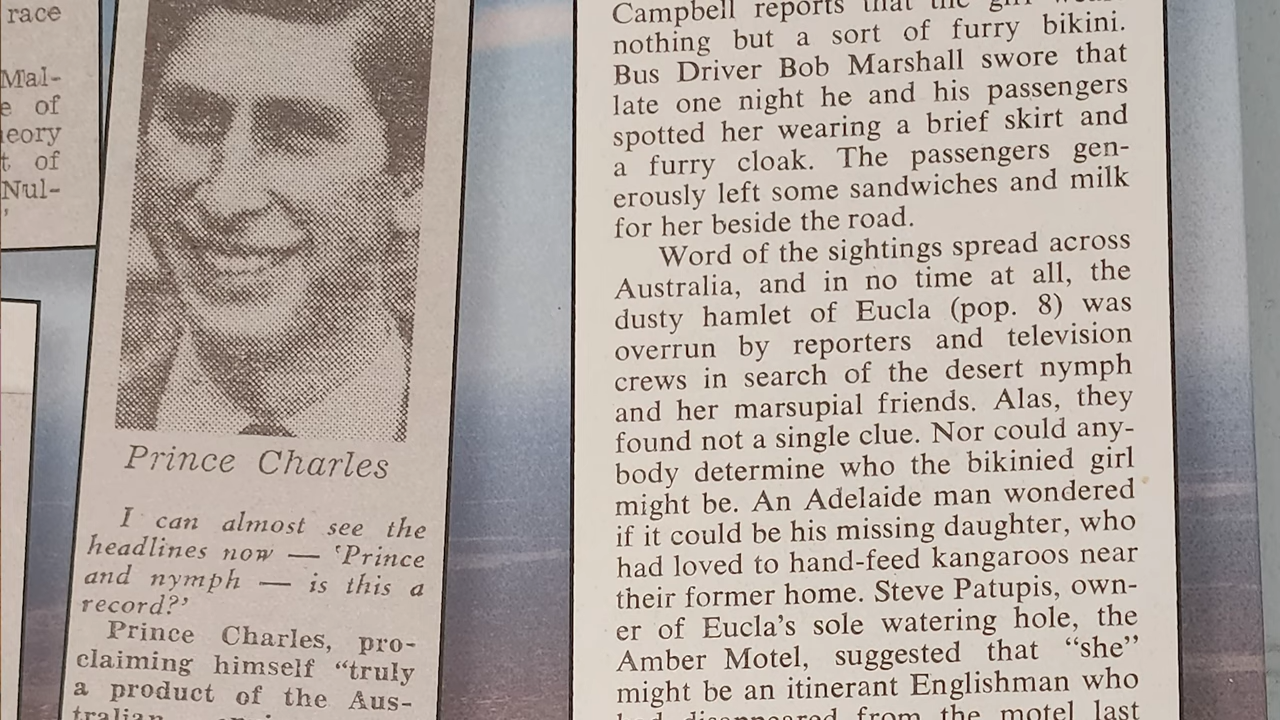 race
Mal-
e of
eory
t of
Nul-
'
Prince Charles
I can almost see the
headlines now — 'Prince
and nymph — is this a
record?'
Prince Charles, pro-
claiming himself “truly
a product of the Aus-
tralian
Campbell reports that the girl
nothing but a sort of furry bikini.
Bus Driver Bob Marshall swore that
late one night he and his passengers
spotted her wearing a brief skirt and
a furry cloak. The passengers gen-
erously left some sandwiches and milk
for her beside the road.
Word of the sightings spread across
Australia, and in no time at all, the
dusty hamlet of Eucla (pop. 8) was
overrun by reporters and television
crews in search of the desert nymph
and her marsupial friends. Alas, they
found not a single clue. Nor could any-
body determine who the bikinied girl
might be. An Adelaide man wondered
if it could be his missing daughter, who
had loved to hand-feed kangaroos near
their former home. Steve Patupis, own-
er of Eucla's sole watering hole, the
Amber Motel, suggested that “she”
might be an itinerant Englishman who
had disappeared from the motel last